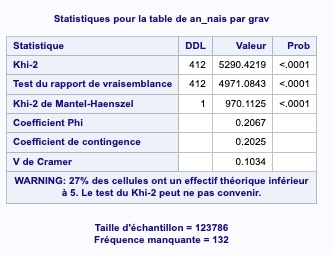 Statistiques pour la table de an_nais par grav
Statistique DDL Valeur Prob
Khi-2 412 5290.4219 <.0001
Test du rapport de vraisemblance 412 4971.0843 <.0001
Khi-2 de Mantel-Haenszel 1 970.1125 <.0001
Coefficient Phi 0.2067
Coefficient de contingence 0.2025
V de Cramer 0.1034
WARNING: 27% des cellules ont un effectif théorique inférieur
à 5. Le test du Khi-2 peut ne pas convenir.
Taille d'échantillon = 123786
Fréquence manquante = 132